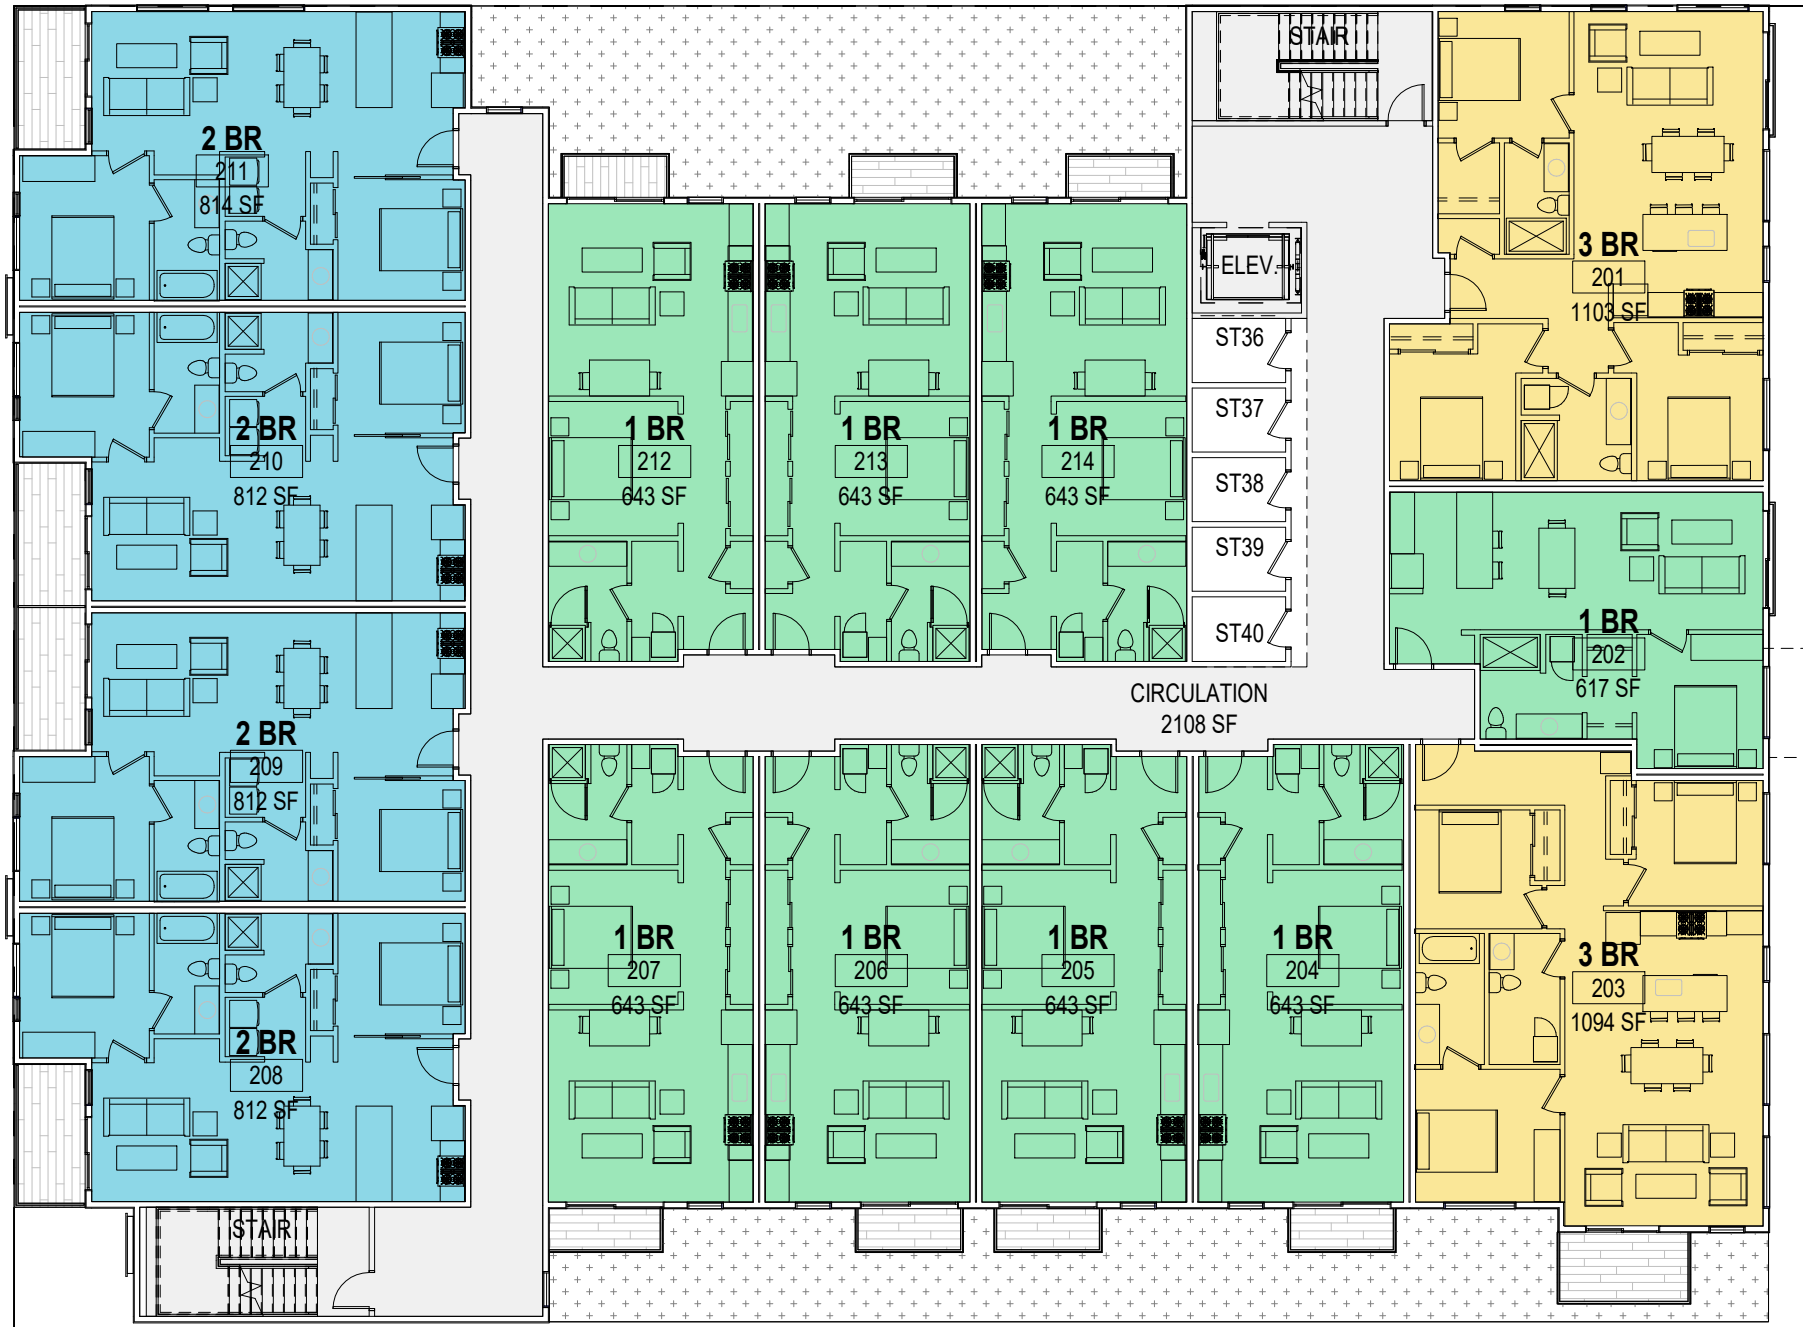 STAIR
2 BR
211
814 SF
3 BR
201
1103 SF
ELEV.
ST36
ST37
ST38
ST39
ST40
2 BR
210
812 SF
1 BR
212
643 SF
1 BR
213
643 SF
1 BR
214
643 SF
1 BR
202
617 SF
CIRCULATION
2108 SF
2 BR
209
812 SF
1 BR
207
643 SF
1 BR
206
643 SF
1 BR
205
643 SF
1 BR
204
643 SF
3 BR
203
1094 SF
2 BR
208
812 SF
STAIR